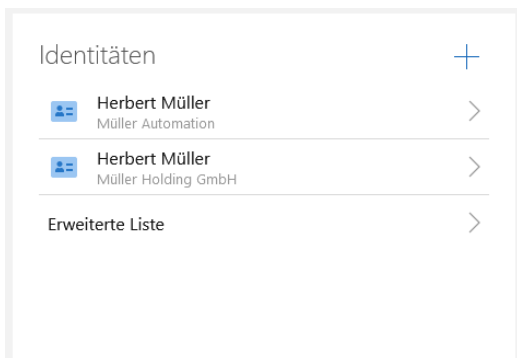 Identitäten
Herbert Müller
Müller Automation
Herbert Müller
Müller Holding GmbH
Erweiterte Liste